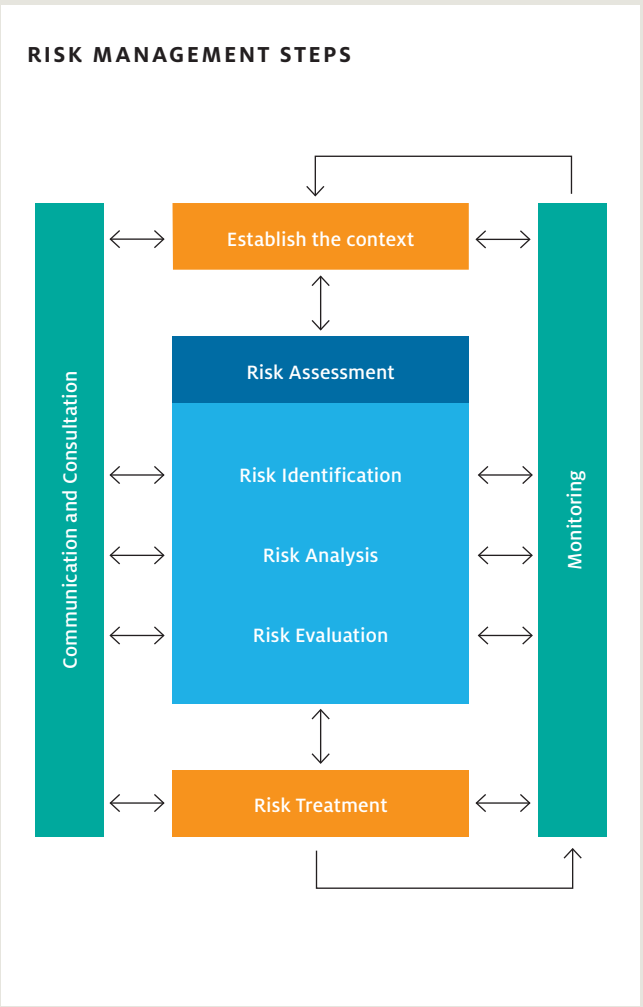 RISK MANAGEMENT STEPS
Establish the context
Risk Assessment
Communication and Consultation
Risk Identification
Risk Analysis
Risk Evaluation
Monitoring
Risk Treatment